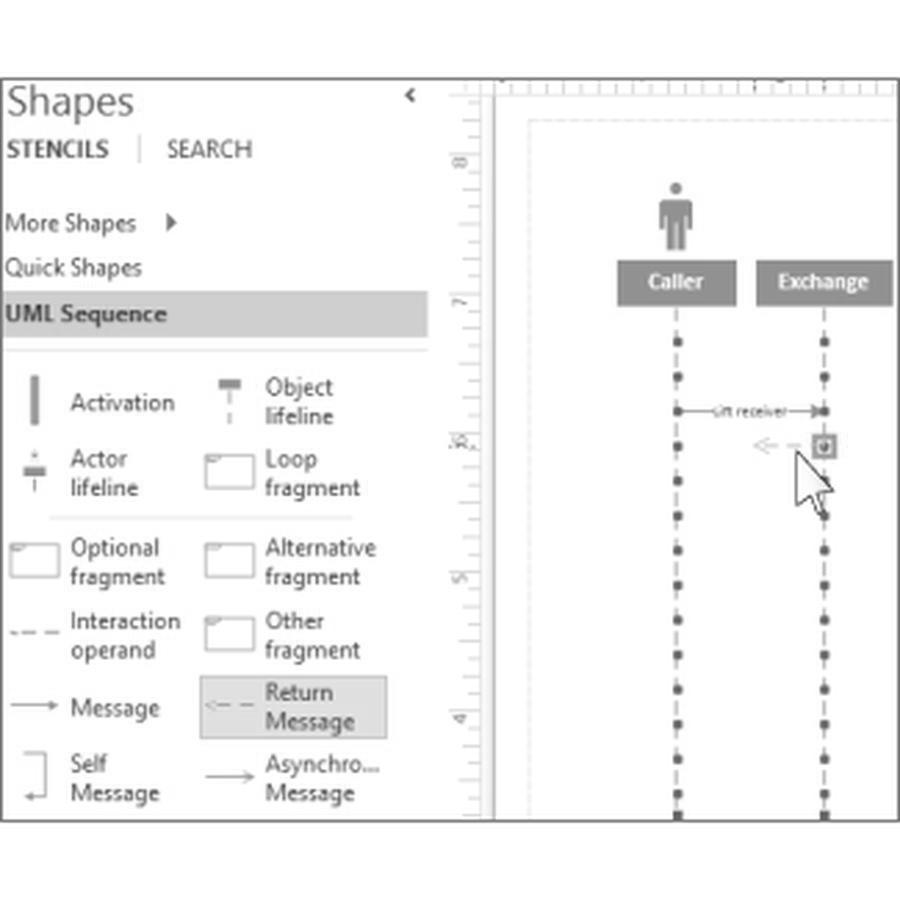 Shapes
STENCILS
SEARCH
More Shapes
Quick Shapes
UML Sequence
Activation
Object
lifeline
Actor
lifeline
Loop
fragment
Optional
fragment
Alternative
fragment
Interaction
operand
Other
fragment
Message
Return
Message
Self
Message
Asynchro...
Message
8
7
6
5
4
Caller
Exchange
Lift receiver